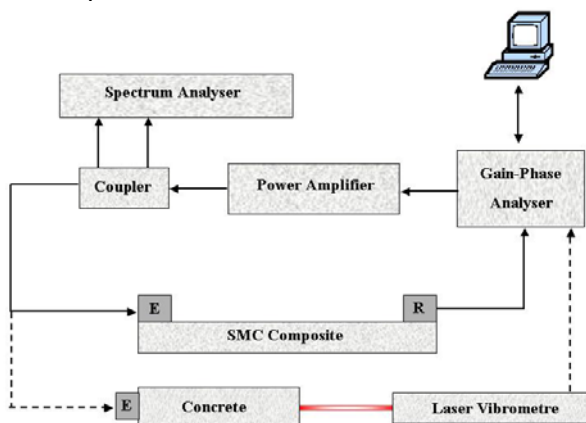 Spectrum Analyser
Coupler
Power Amplifier
Gain-Phase
Analyser
E
R
SMC Composite
E
Concrete
Laser Vibrometre